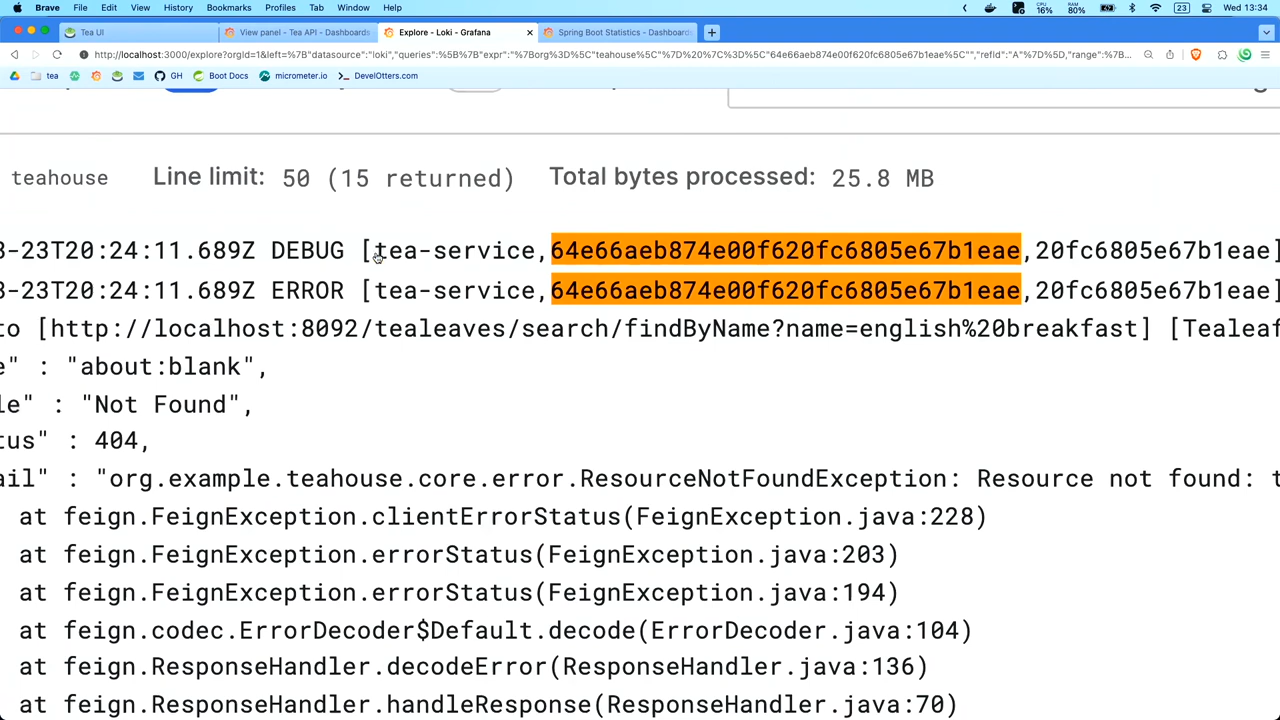 Brave File Edit View History Bookmarks Profiles Tab Window Help CPU 16% RAM 80% 23 Wed 13:34
Tea UI View panel - Tea API - Dashboards Explore - Loki - Grafana Spring Boot Statistics - Dashboards
http://localhost:3000/explore?orgId=1&left=%7B"datasource":"loki","queries":%5B%7B"expr":"%7Borg%3D%5C"teahouse%5C"%7D%20%7C%3D%5C"64e66aeb874e00f620fc6805e67b1eae%5C"","refId":"A"%7D%5D,"range":%7B...
tea GH Boot Docs micrometer.io DevelOtters.com
teahouse Line limit: 50 (15 returned) Total bytes processed: 25.8 MB
3-23T20:24:11.689Z DEBUG [tea-service,64e66aeb874e00f620fc6805e67b1eae,20fc6805e67b1eae]
3-23T20:24:11.689Z ERROR [tea-service,64e66aeb874e00f620fc6805e67b1eae,20fc6805e67b1eae]
to [http://localhost:8092/tealeaves/search/findByName?name=english%20breakfast] [Tealeaf
e" : "about:blank",
le" : "Not Found",
tus" : 404,
ail" : "org.example.teahouse.core.error.ResourceNotFoundException: Resource not found: t
at feign.FeignException.clientErrorStatus(FeignException.java:228)
at feign.FeignException.errorStatus(FeignException.java:203)
at feign.FeignException.errorStatus(FeignException.java:194)
at feign.codec.ErrorDecoder$Default.decode(ErrorDecoder.java:104)
at feign.ResponseHandler.decodeError(ResponseHandler.java:136)
at feign.ResponseHandler.handleResponse(ResponseHandler.java:70)